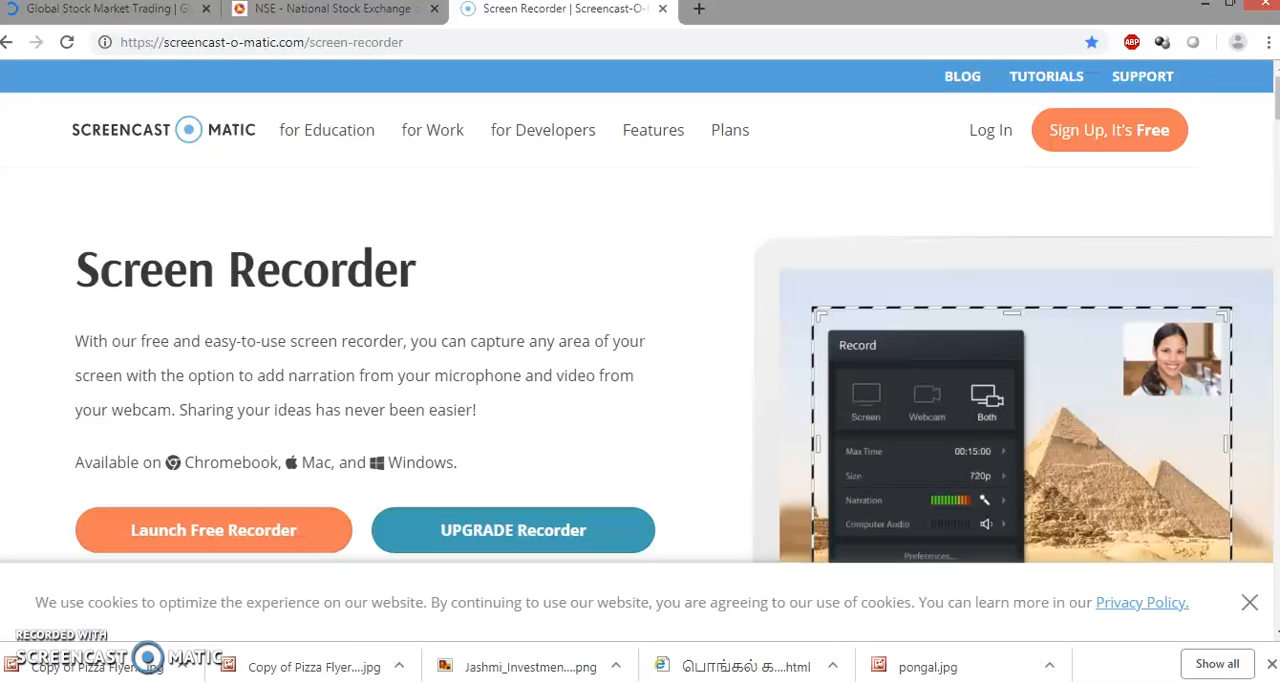 Global Stock Market Trading | G
NSE - National Stock Exchange
Screen Recorder | Screencast-O-
https://screencast-o-matic.com/screen-recorder
ABP
BLOG TUTORIALS SUPPORT
SCREENCAST MATIC
for Education for Work for Developers Features Plans
Log In
Sign Up, It's Free
Screen Recorder
With our free and easy-to-use screen recorder, you can capture any area of your
screen with the option to add narration from your microphone and video from
your webcam. Sharing your ideas has never been easier!
Available on Chromebook, Mac, and Windows.
Launch Free Recorder
UPGRADE Recorder
Record
Screen Webcam Both
Max Time 00:15:00
Size 720p
Narration
Computer Audio
Preferences...
We use cookies to optimize the experience on our website. By continuing to use our website, you are agreeing to our use of cookies. You can learn more in our Privacy Policy.
RECORDED WITH
SCREENCAST MATIC
Copy of Pizza Flyer....jpg
Copy of Pizza Flyer....jpg
Jashmi_Investmen....png
பொங்கல் க....html
pongal.jpg
Show all